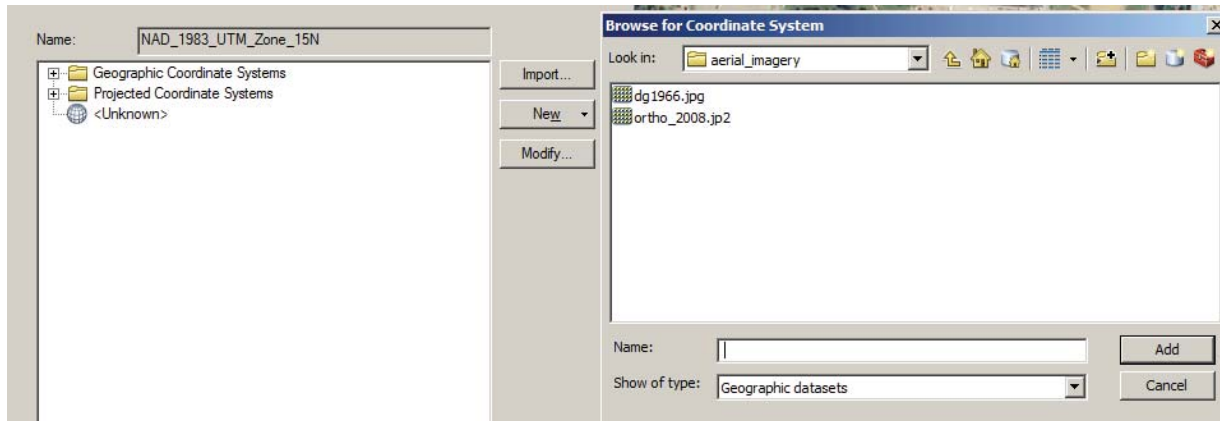 Name: NAD_1983_UTM_Zone_15N
Geographic Coordinate Systems
Projected Coordinate Systems
<Unknown>
Import...
New
Modify...
Browse for Coordinate System
Look in: aerial_imagery
dg1966.jpg
ortho_2008.jp2
Name:
Add
Show of type: Geographic datasets
Cancel